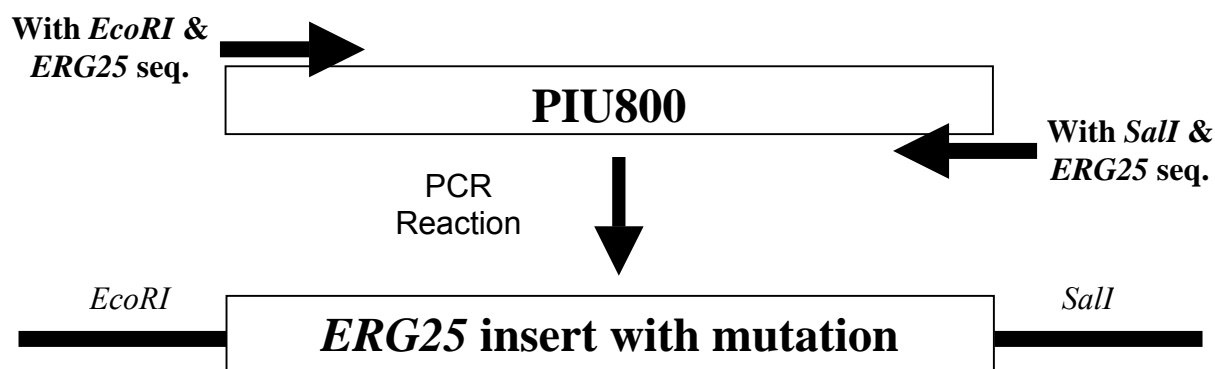 With EcoRI &
ERG25 seq.
PIU800
With SalI &
ERG25 seq.
PCR
Reaction
EcoRI
SalI
ERG25 insert with mutation